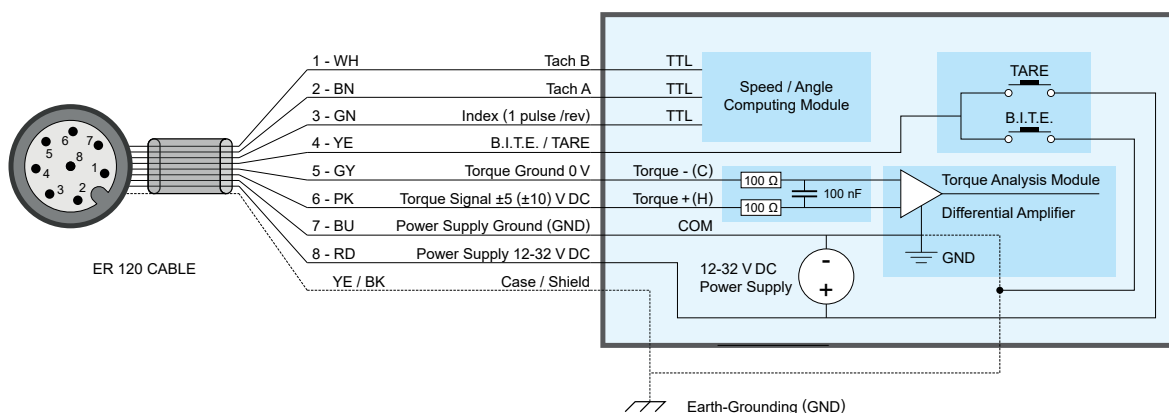 1 - WH Tach B TTL
2 - BN Tach A TTL
3 - GN Index (1 pulse /rev) TTL
4 - YE B.I.T.E. / TARE
5 - GY Torque Ground 0 V Torque - (C)
6 - PK Torque Signal ±5 (±10) V DC Torque + (H)
7 - BU Power Supply Ground (GND) COM
8 - RD Power Supply 12-32 V DC
YE / BK Case / Shield
6
7
5
8
4
1
3
2
ER 120 CABLE
Speed / Angle
Computing Module
TARE
B.I.T.E.
100 Ω
100 nF
100 Ω
Torque Analysis Module
Differential Amplifier
GND
12-32 V DC
Power Supply
-
+
Earth-Grounding (GND)